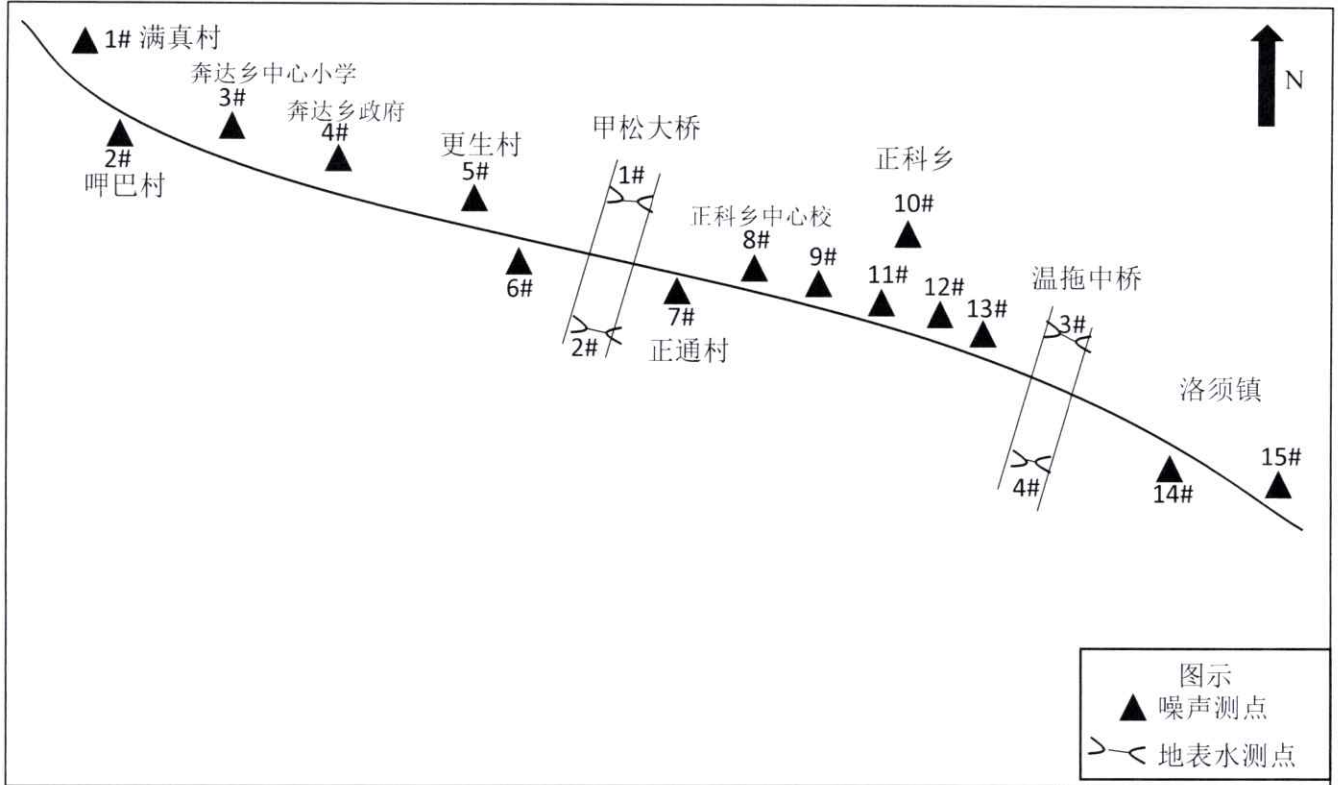 1# 满真村
N
奔达乡中心小学
3#
奔达乡政府
4#
2#
呷巴村
更生村
5#
6#
甲松大桥
1#
2#
7#
正通村
正科乡中心校
8#
9#
正科乡
10#
11#
12#
13#
温拖中桥
3#
4#
洛须镇
14#
15#
图示
噪声测点
地表水测点